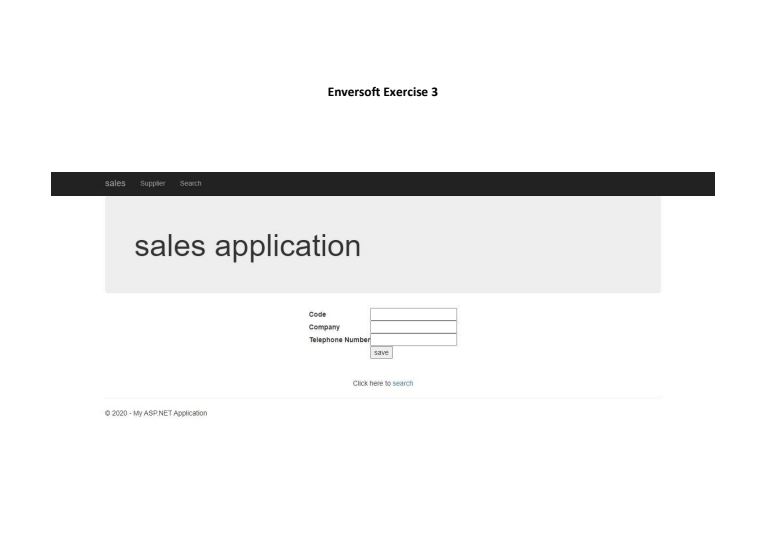 Enversoft Exercise 3
sales Supplier Search
sales application
Code
Company
Telephone Number
save
Click here to search
© 2020 - My ASP.NET Application